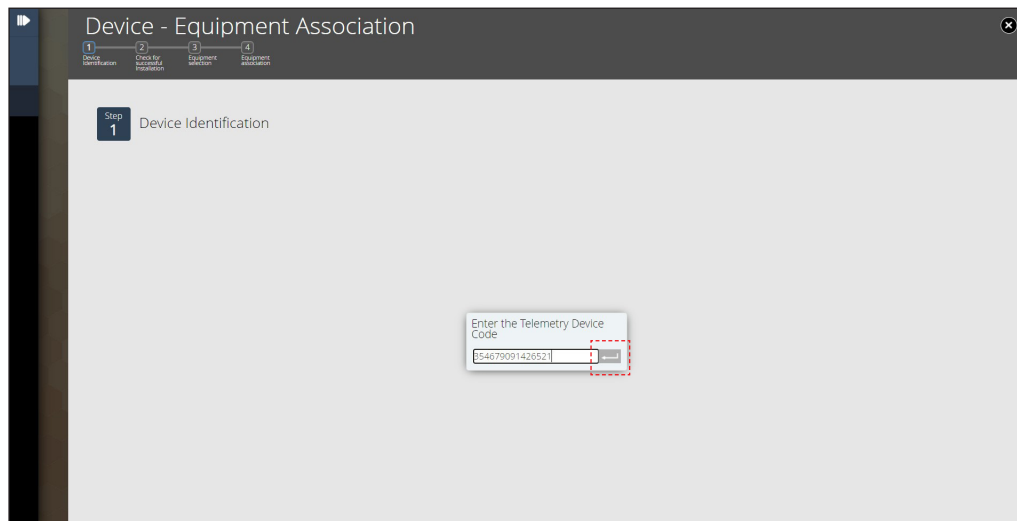 Device - Equipment Association
1 2 3 4
Device Identification
Check for successful Installation
Equipment selection
Equipment association
Step
1
Device Identification
Enter the Telemetry Device
Code
354679091426521